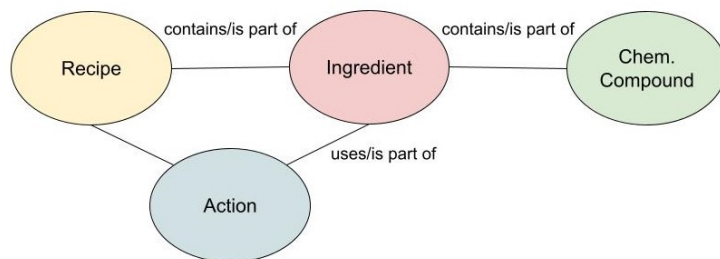 contains/is part of
contains/is part of
Recipe
Ingredient
Chem.
Compound
uses/is part of
Action